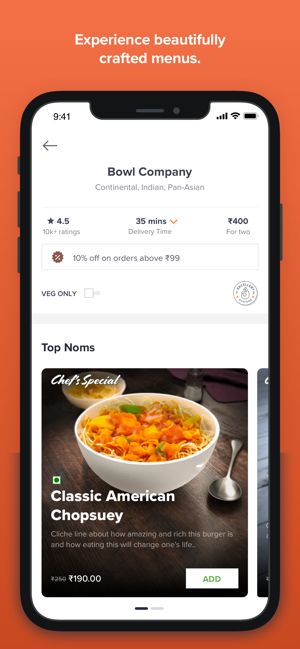 Experience beautifully
crafted menus.
9:41
Bowl Company
Continental, Indian, Pan-Asian
★ 4.5
35 mins
₹400
10k+ ratings
Delivery Time
For two
10% off on orders above ₹99
VEG ONLY
Top Noms
Chef's Special
Classic American
Chopsuey
Cliche line about how amazing and rich this burger is
and how eating this will change one's life..
₹250 ₹190.00
ADD